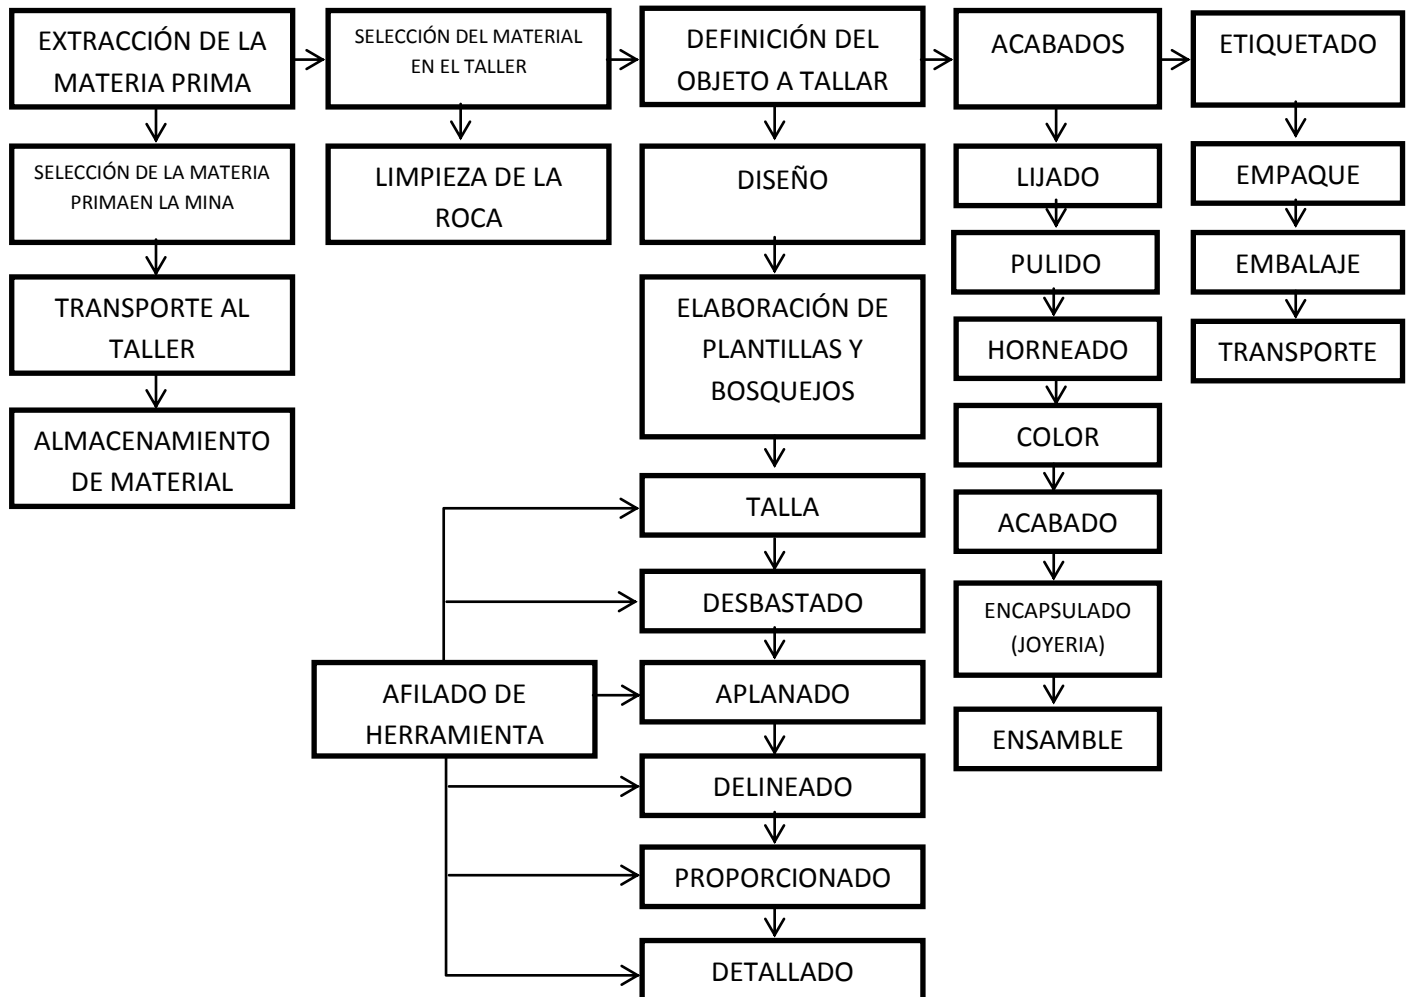 EXTRACCIÓN DE LA
MATERIA PRIMA
SELECCIÓN DE LA MATERIA
PRIMAEN LA MINA
TRANSPORTE AL
TALLER
ALMACENAMIENTO
DE MATERIAL
SELECCIÓN DEL MATERIAL
EN EL TALLER
LIMPIEZA DE LA
ROCA
DEFINICIÓN DEL
OBJETO A TALLAR
DISEÑO
ELABORACIÓN DE
PLANTILLAS Y
BOSQUEJOS
TALLA
DESBASTADO
AFILADO DE
HERRAMIENTA
APLANADO
DELINEADO
PROPORCIONADO
DETALLADO
ACABADOS
LIJADO
PULIDO
HORNEADO
COLOR
ACABADO
ENCAPSULADO
(JOYERIA)
ENSAMBLE
ETIQUETADO
EMPAQUE
EMBALAJE
TRANSPORTE